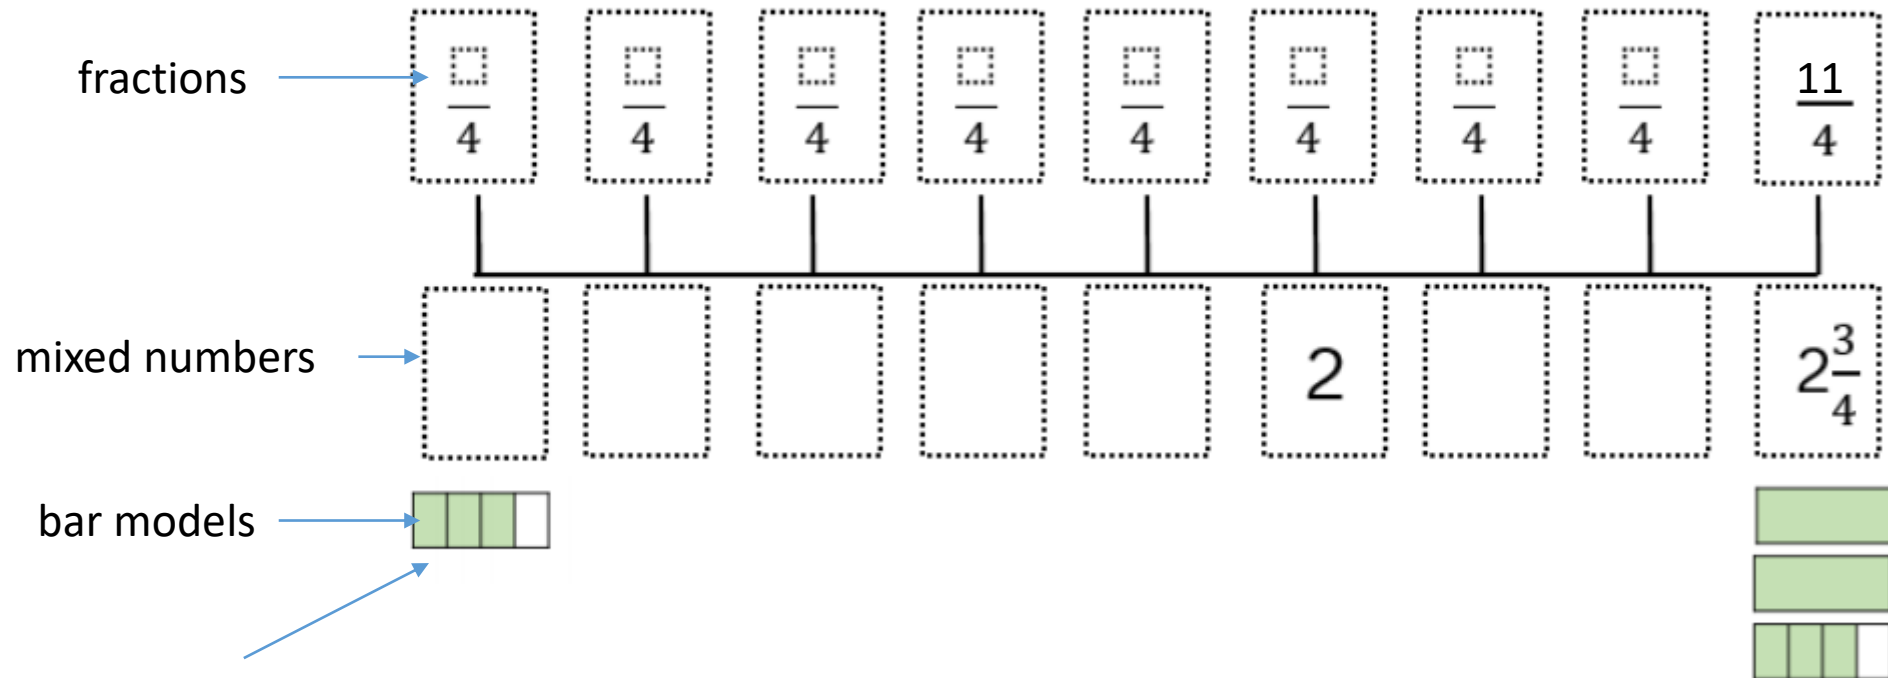 fractions
4 4 4 4 4 4 4 4 11/4
mixed numbers
2 2 3/4
bar models